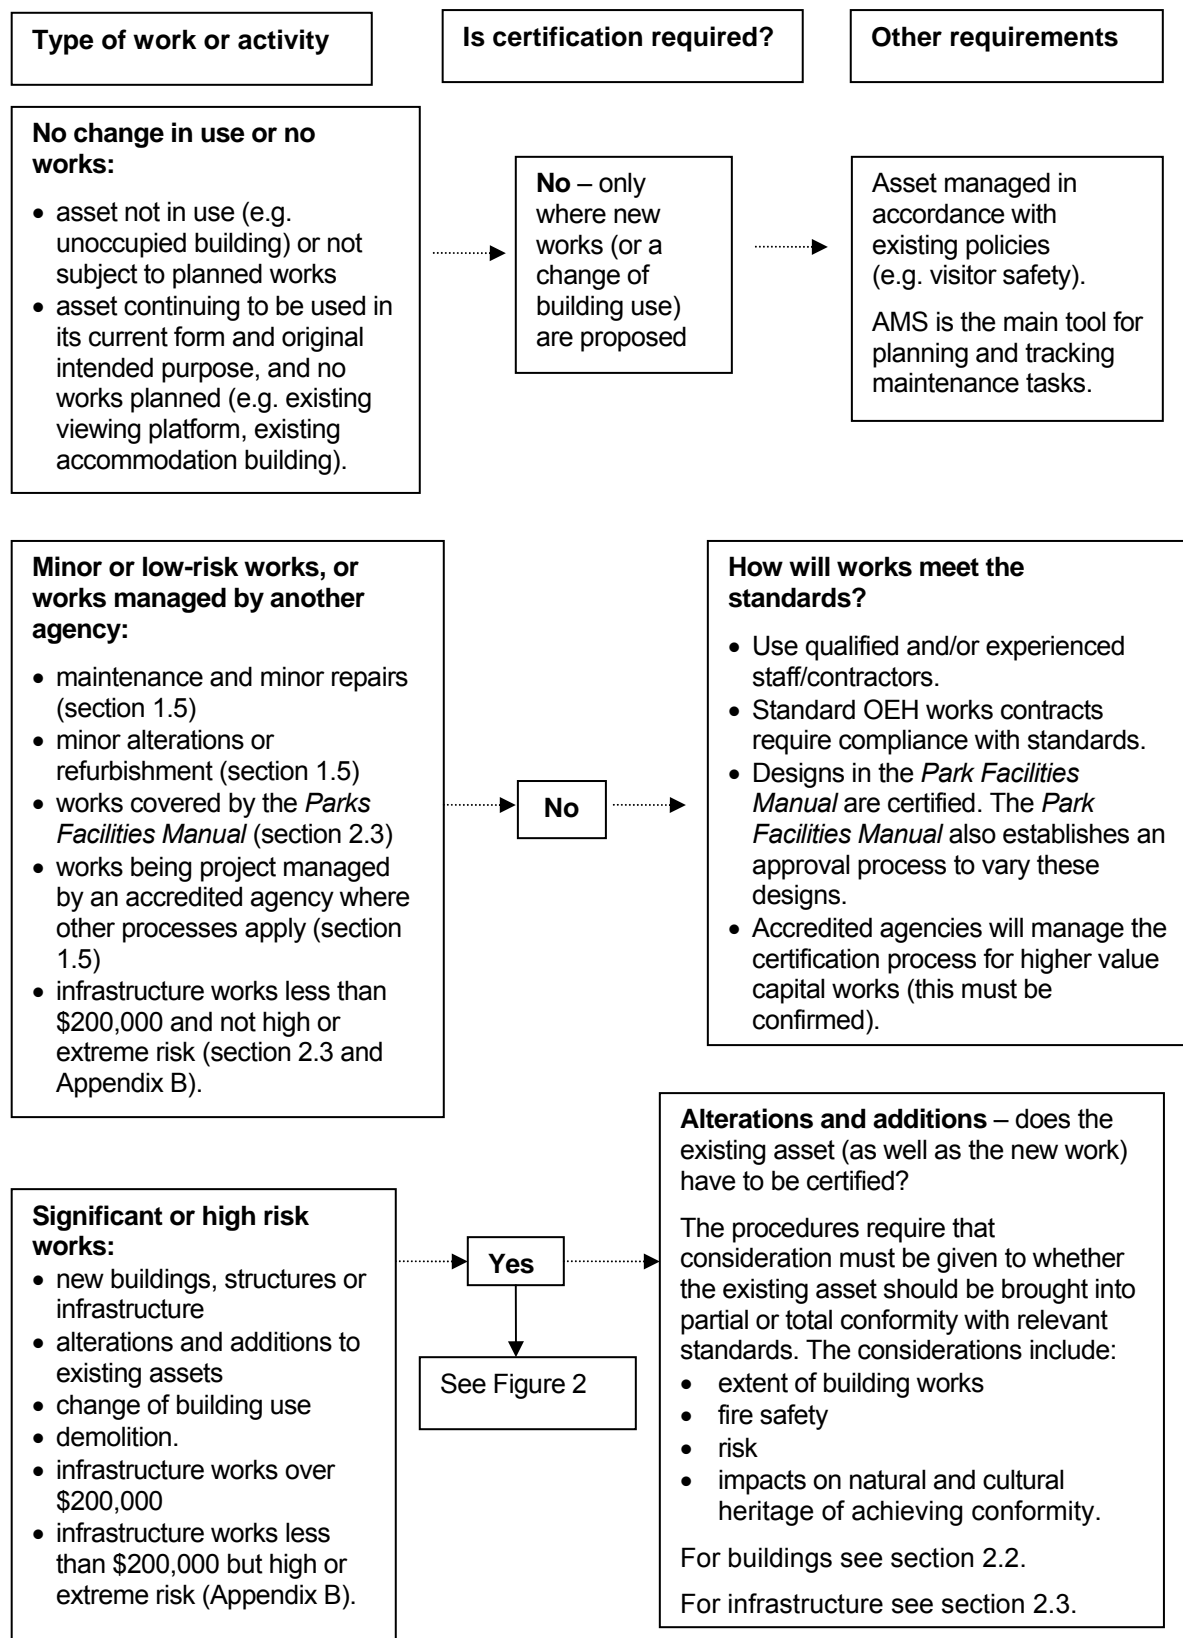 Type of work or activity
Is certification required?
Other requirements
No change in use or no
works:
• asset not in use (e.g.
unoccupied building) or not
subject to planned works
• asset continuing to be used in
its current form and original
intended purpose, and no
works planned (e.g. existing
viewing platform, existing
accommodation building).
No – only
where new
works (or a
change of
building use)
are proposed
Asset managed in
accordance with
existing policies
(e.g. visitor safety).
AMS is the main tool for
planning and tracking
maintenance tasks.
Minor or low-risk works, or
works managed by another
agency:
• maintenance and minor repairs
(section 1.5)
• minor alterations or
refurbishment (section 1.5)
• works covered by the Parks
Facilities Manual (section 2.3)
• works being project managed
by an accredited agency where
other processes apply (section
1.5)
• infrastructure works less than
$200,000 and not high or
extreme risk (section 2.3 and
Appendix B).
No
How will works meet the
standards?
• Use qualified and/or experienced
staff/contractors.
• Standard OEH works contracts
require compliance with standards.
• Designs in the Park Facilities
Manual are certified. The Park
Facilities Manual also establishes an
approval process to vary these
designs.
• Accredited agencies will manage the
certification process for higher value
capital works (this must be
confirmed).
Significant or high risk
works:
• new buildings, structures or
infrastructure
• alterations and additions to
existing assets
• change of building use
• demolition.
• infrastructure works over
$200,000
• infrastructure works less
than $200,000 but high or
extreme risk (Appendix B).
Yes
See Figure 2
Alterations and additions – does the
existing asset (as well as the new work)
have to be certified?
The procedures require that
consideration must be given to whether
the existing asset should be brought into
partial or total conformity with relevant
standards. The considerations include:
• extent of building works
• fire safety
• risk
• impacts on natural and cultural
heritage of achieving conformity.
For buildings see section 2.2.
For infrastructure see section 2.3.